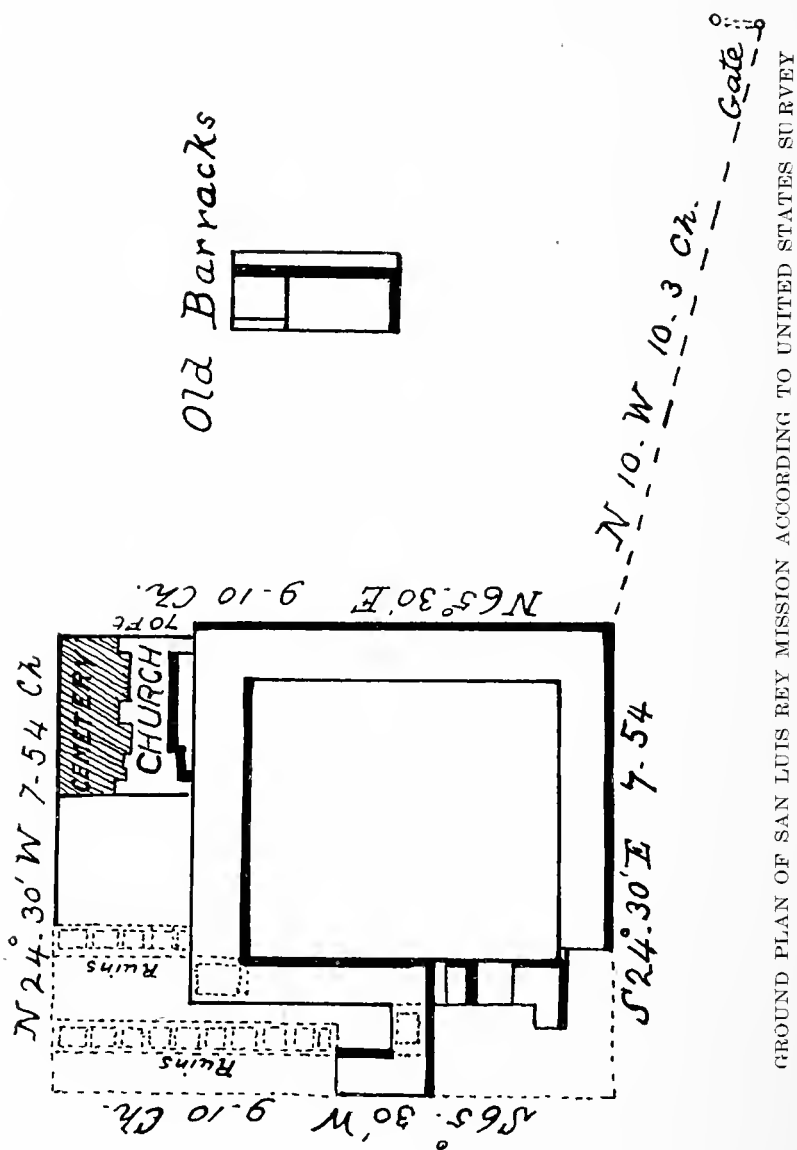 Old Barracks
Gate
N 10. W 10.3 Ch.
N 65°.30' E 9-10 Ch.
70 Ft
CEMETERY
CHURCH
N 24°.30' W 7-54 Ch
Ruins
Ruins
S 65°.30' W 9-10 Ch.
S 24°.30' E 7-54
GROUND PLAN OF SAN LUIS REY MISSION ACCORDING TO UNITED STATES SURVEY